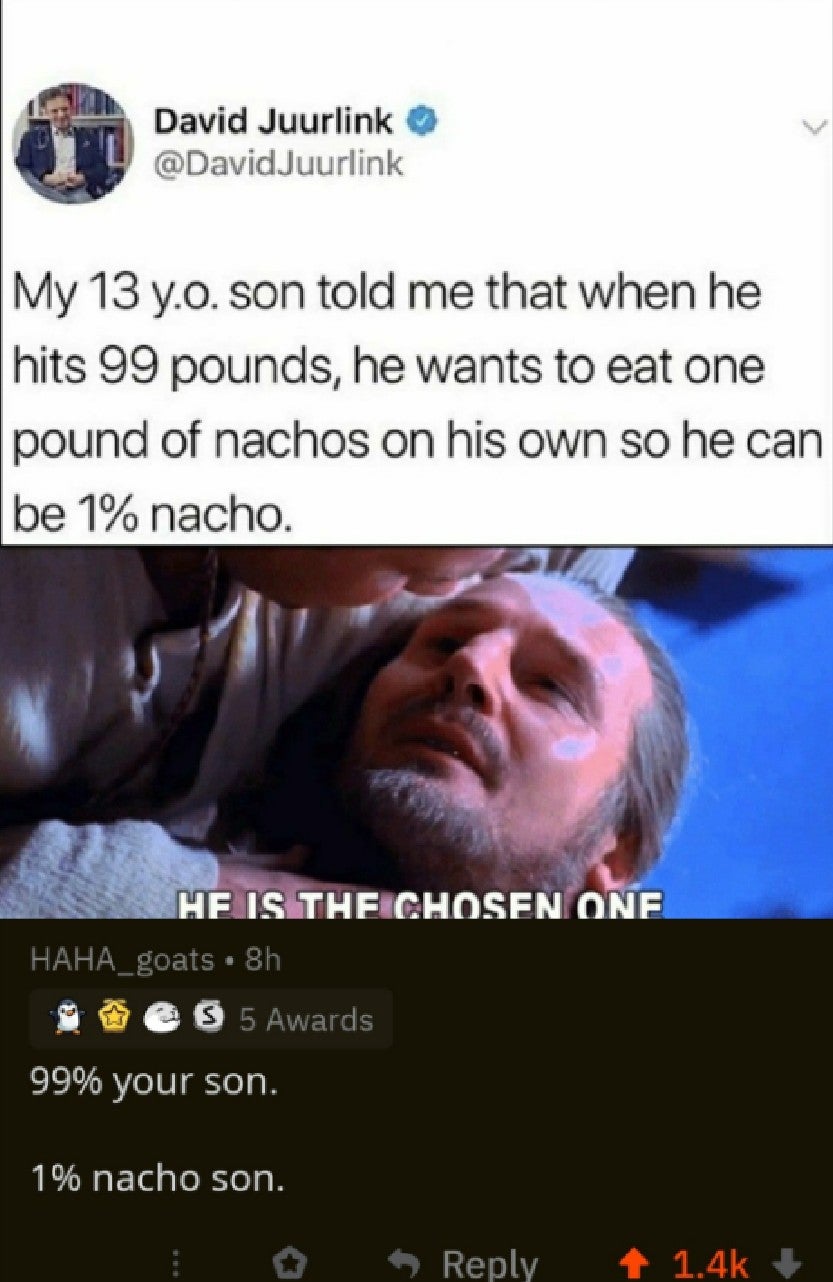 David Juurlink
@DavidJuurlink
My 13 y.o. son told me that when he
hits 99 pounds, he wants to eat one
pound of nachos on his own so he can
be 1% nacho.
HE IS THE CHOSEN ONE
HAHA_goats • 8h
S 5 Awards
99% your son.
1% nacho son.
Reply 1.4k